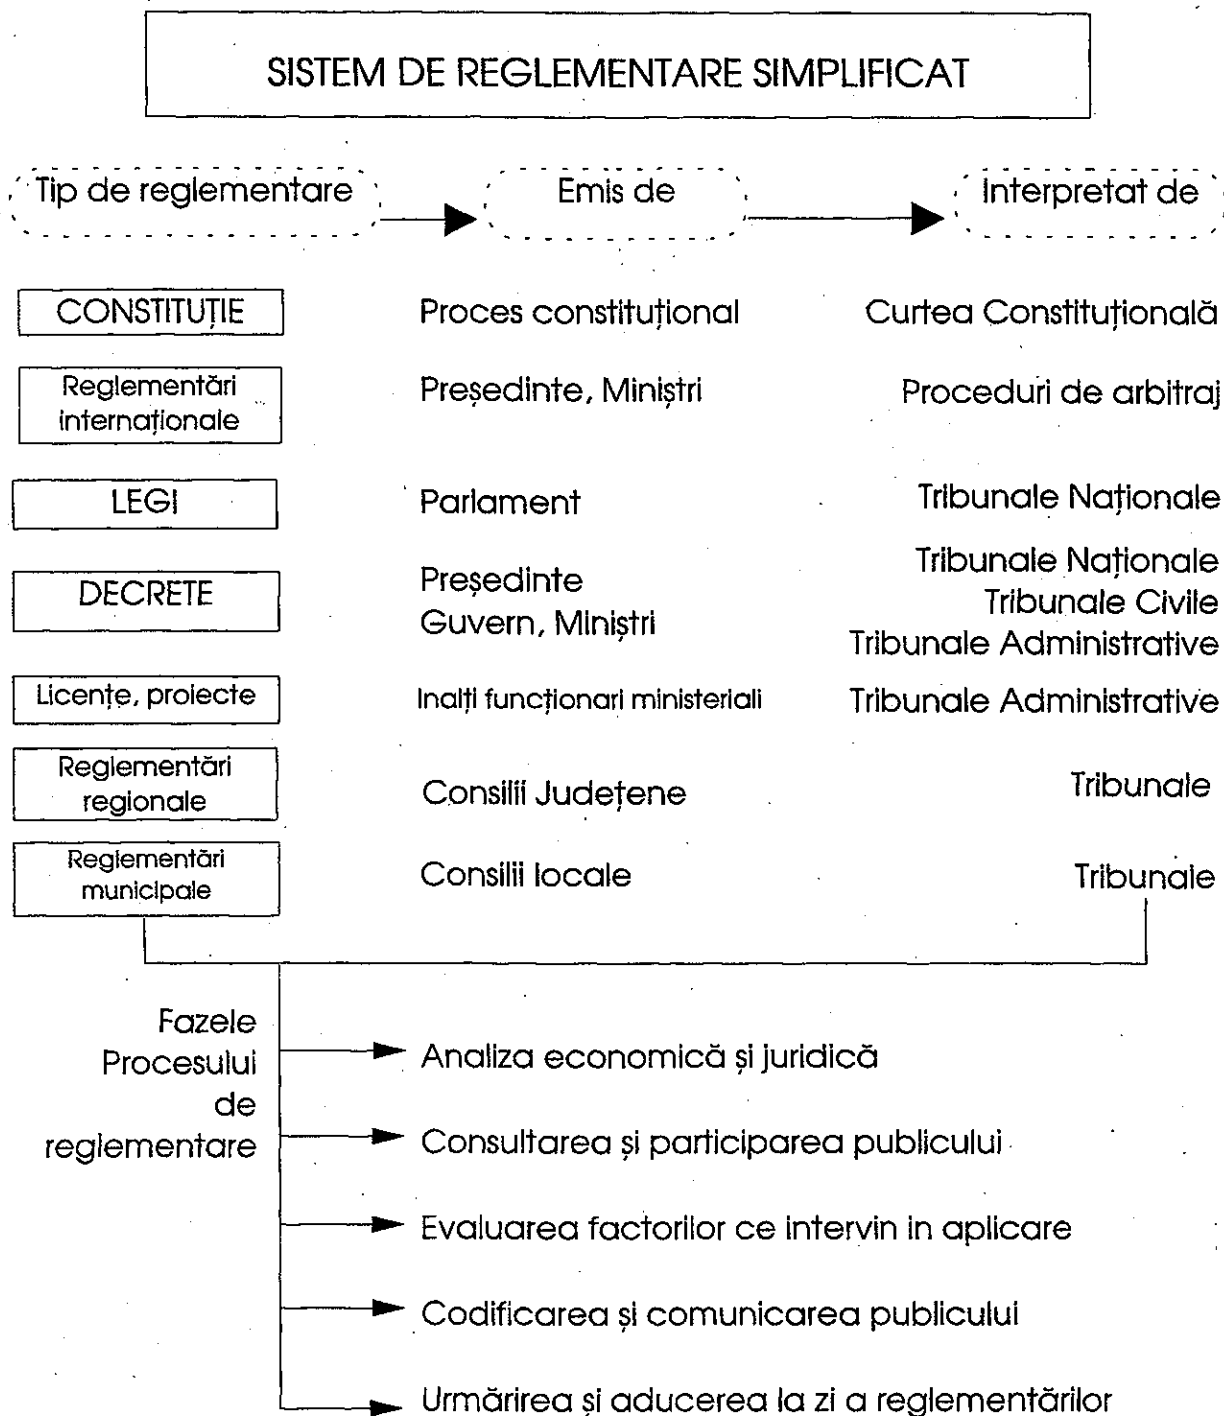 SISTEM DE REGLEMENTARE SIMPLIFICAT
Tip de reglementare
Emis de
Interpretat de
CONSTITUȚIE
Proces constituțional
Curtea Constituțională
Reglementări
internaționale
Președinte, Miniștri
Proceduri de arbitraj
LEGI
Parlament
Tribunale Naționale
DECRETE
Președinte
Guvern, Miniștri
Tribunale Naționale
Tribunale Civile
Tribunale Administrative
Licențe, proiecte
Inalți funcționari ministeriali
Tribunale Administrative
Reglementări
regionale
Consilii Județene
Tribunale
Reglementări
municipale
Consilii locale
Tribunale
Fazele
Procesului
de
reglementare
Analiza economică și juridică
Consultarea și participarea publicului
Evaluarea factorilor ce intervin in aplicare
Codificarea și comunicarea publicului
Urmărirea și aducerea la zi a reglementărilor